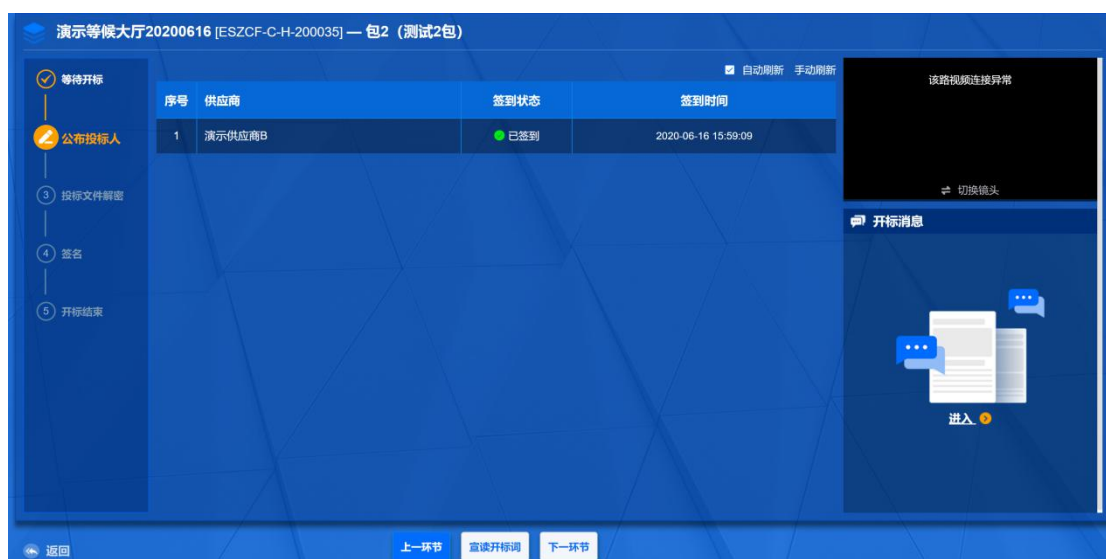 演示等候大厅20200616 [ESZCF-C-H-200035] — 包2（测试2包）
等待开标
公布投标人
3 投标文件解密
4 签名
5 开标结束
自动刷新 手动刷新
序号 供应商 签到状态 签到时间
1 演示供应商B 已签到 2020-06-16 15:59:09
该路视频连接异常
切换镜头
开标消息
进入
返回
上一环节 宣读开标词 下一环节